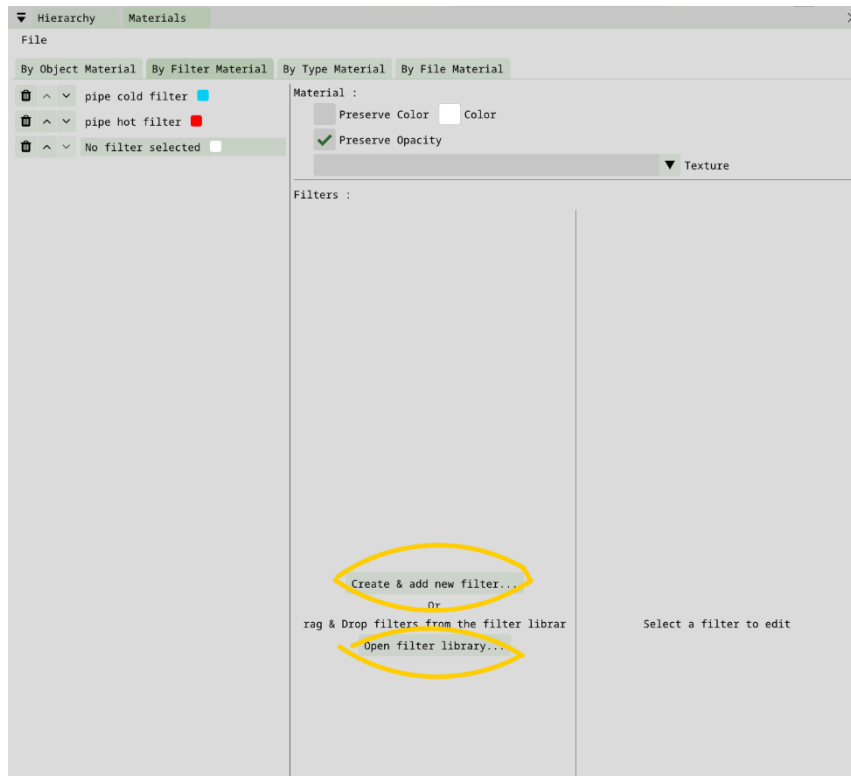 Hierarchy Materials
File
By Object Material By Filter Material By Type Material By File Material
pipe cold filter
pipe hot filter
No filter selected
Material :
Preserve Color Color
Preserve Opacity
Texture
Filters :
Create & add new filter...
Or
rag & Drop filters from the filter librar
Open filter library...
Select a filter to edit